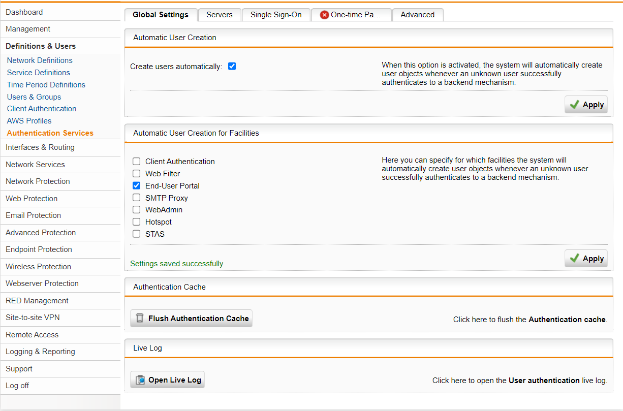 Dashboard
Management
Definitions & Users
Network Definitions
Service Definitions
Time Period Definitions
Users & Groups
Client Authentication
AWS Profiles
Authentication Services
Interfaces & Routing
Network Services
Network Protection
Web Protection
Email Protection
Advanced Protection
Endpoint Protection
Wireless Protection
Webserver Protection
RED Management
Site-to-site VPN
Remote Access
Logging & Reporting
Support
Log off
Global Settings
Servers
Single Sign-On
One-time Pa
Advanced
Automatic User Creation
Create users automatically:
When this option is activated, the system will automatically create
user objects whenever an unknown user successfully
authenticates to a backend mechanism.
Apply
Automatic User Creation for Facilities
Client Authentication
Web Filter
End-User Portal
SMTP Proxy
WebAdmin
Hotspot
STAS
Here you can specify for which facilities the system will
automatically create user objects whenever an unknown user
successfully authenticates to a backend mechanism.
Settings saved successfully
Apply
Authentication Cache
Flush Authentication Cache
Click here to flush the Authentication cache.
Live Log
Open Live Log
Click here to open the User authentication live log.